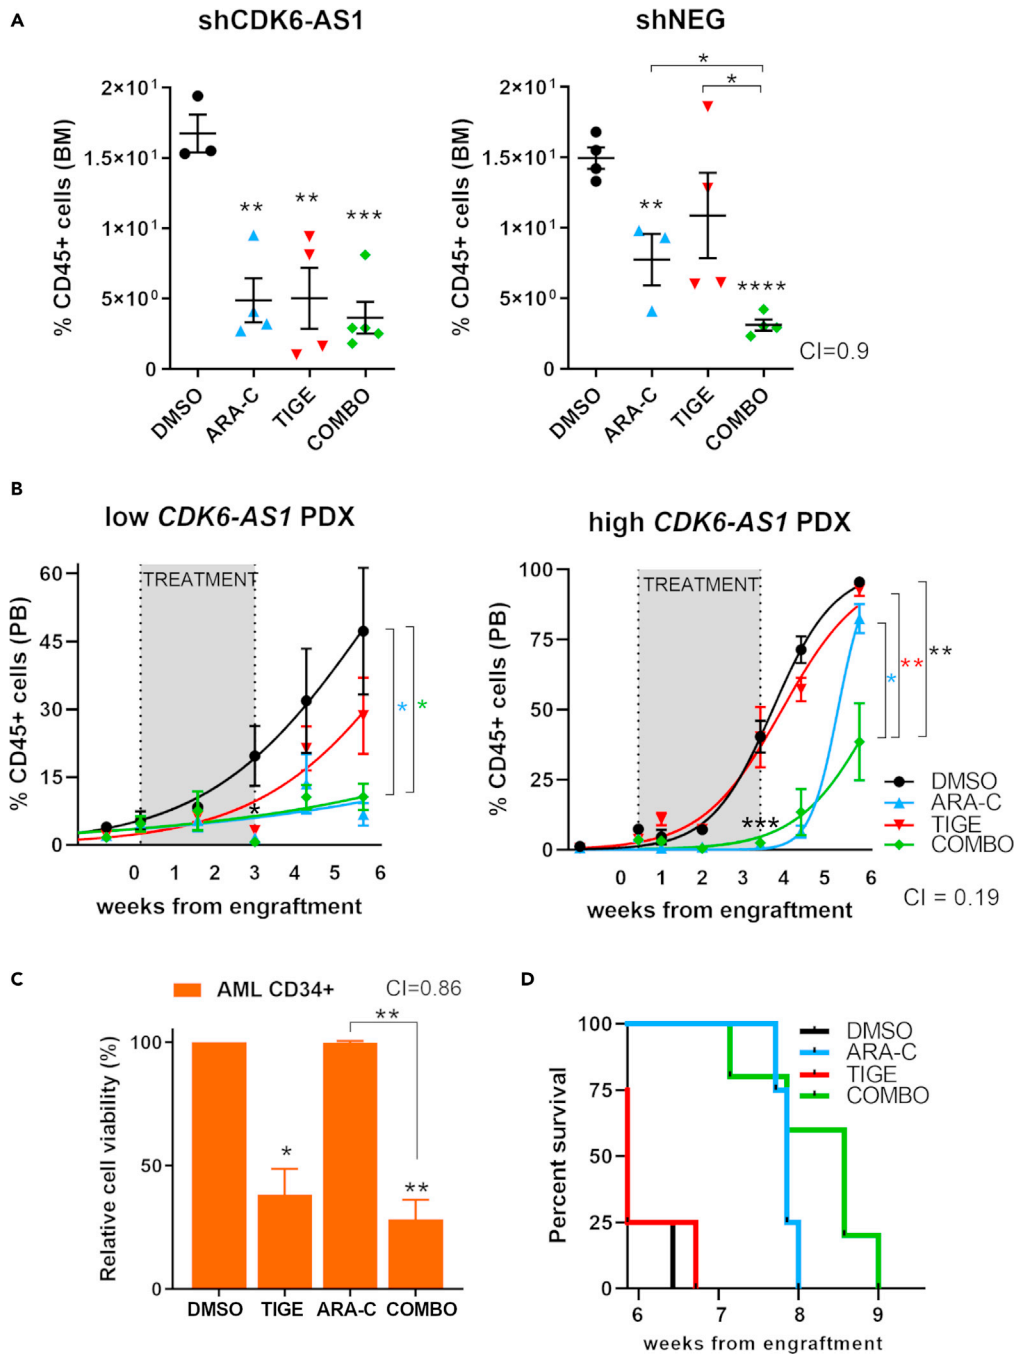 A
shCDK6-AS1
shNEG
% CD45+ cells (BM)
2×10¹
1.5×10¹
1×10¹
5×10⁰
0
**
**
***
DMSO
ARA-C
TIGE
COMBO
% CD45+ cells (BM)
2×10¹
1.5×10¹
1×10¹
5×10⁰
0
*
*
**
****
CI=0.9
DMSO
ARA-C
TIGE
COMBO
B
low CDK6-AS1 PDX
high CDK6-AS1 PDX
% CD45+ cells (PB)
60
45
30
15
0
TREATMENT
*
* *
0 1 2 3 4 5 6
weeks from engraftment
% CD45+ cells (PB)
100
75
50
25
0
TREATMENT
***
* ** **
0 1 2 3 4 5 6
weeks from engraftment
DMSO
ARA-C
TIGE
COMBO
CI = 0.19
C
AML CD34+
CI=0.86
Relative cell viability (%)
100
50
0
*
**
**
DMSO TIGE ARA-C COMBO
D
Percent survival
100
75
50
25
0
DMSO
ARA-C
TIGE
COMBO
6 7 8 9
weeks from engraftment